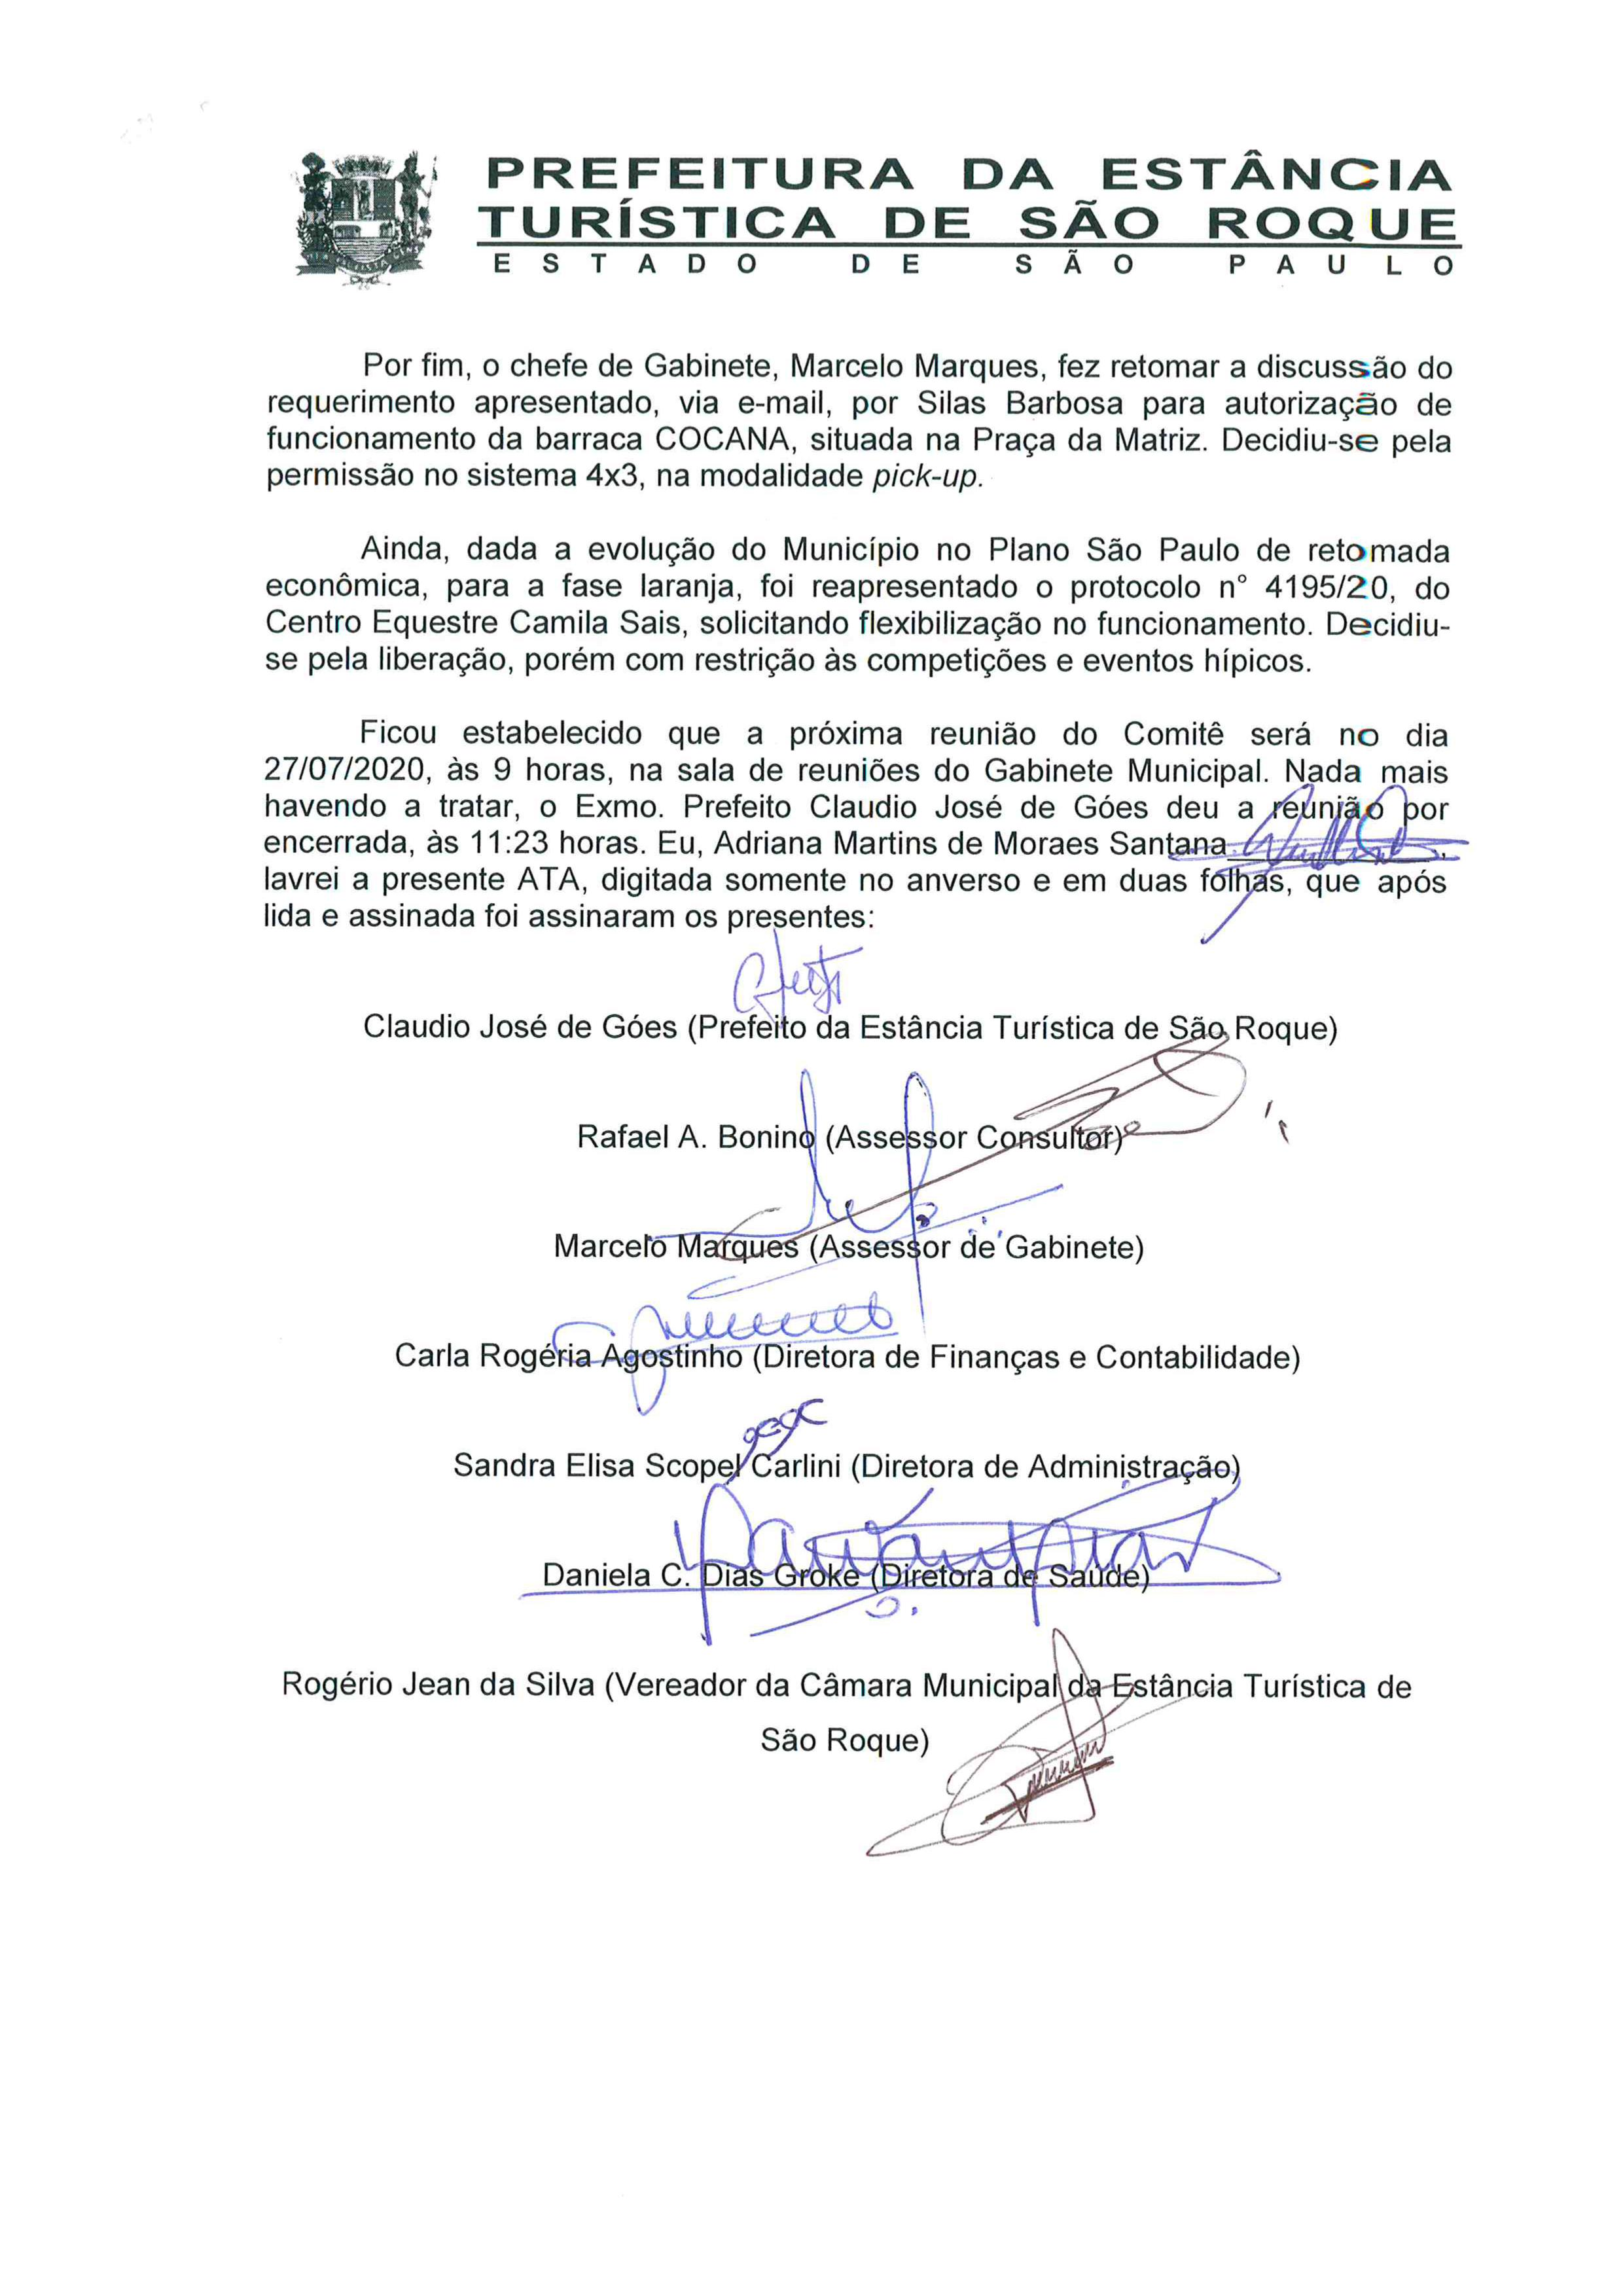 PREFEITURA DA ESTÂNCIA
TURÍSTICA DE SÃO ROQUE
ESTADO DE SÃO PAULO
Por fim, o chefe de Gabinete, Marcelo Marques, fez retomar a discussão do
requerimento apresentado, via e-mail, por Silas Barbosa para autorização de
funcionamento da barraca COCANA, situada na Praça da Matriz. Decidiu-se pela
permissão no sistema 4x3, na modalidade pick-up.
Ainda, dada a evolução do Município no Plano São Paulo de retomada
econômica, para a fase laranja, foi reapresentado o protocolo n° 4195/20, do
Centro Equestre Camila Sais, solicitando flexibilização no funcionamento. Decidiu-
se pela liberação, porém com restrição às competições e eventos hípicos.
Ficou estabelecido que a próxima reunião do Comitê será no dia
27/07/2020, às 9 horas, na sala de reuniões do Gabinete Municipal. Nada mais
havendo a tratar, o Exmo. Prefeito Claudio José de Góes deu a reunião por
encerrada, às 11:23 horas. Eu, Adriana Martins de Moraes Santana ____________,
lavrei a presente ATA, digitada somente no anverso e em duas folhas, que após
lida e assinada foi assinaram os presentes:
Claudio José de Góes (Prefeito da Estância Turística de São Roque)
Rafael A. Bonino (Assessor Consultor)
Marcelo Marques (Assessor de Gabinete)
Carla Rogéria Agostinho (Diretora de Finanças e Contabilidade)
Sandra Elisa Scopel Carlini (Diretora de Administração)
Daniela C. Dias Groke (Diretora de Saúde)
Rogério Jean da Silva (Vereador da Câmara Municipal da Estância Turística de
São Roque)